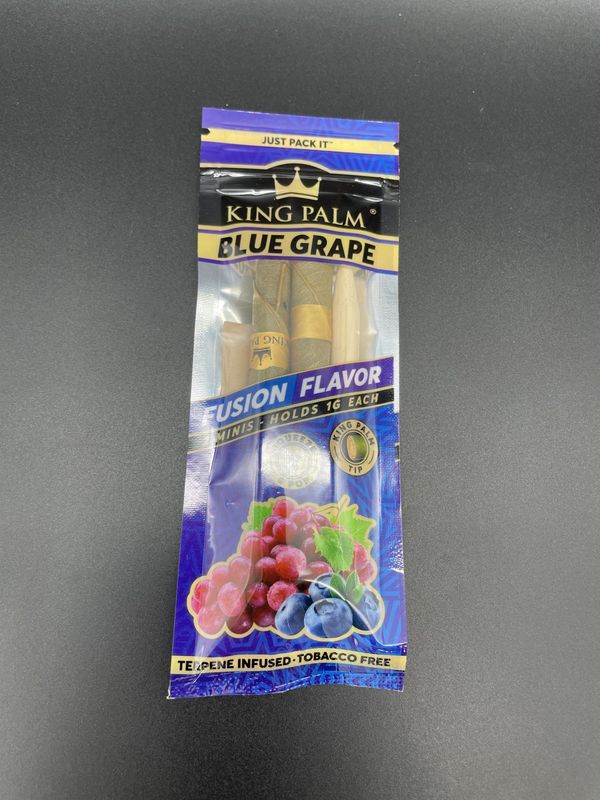 JUST PACK IT™
KING PALM®
BLUE GRAPE
FUSION FLAVOR
MINIS - HOLDS 1G EACH
KING PALM
TIP
SQUEEZE
TERPENE INFUSED • TOBACCO FREE